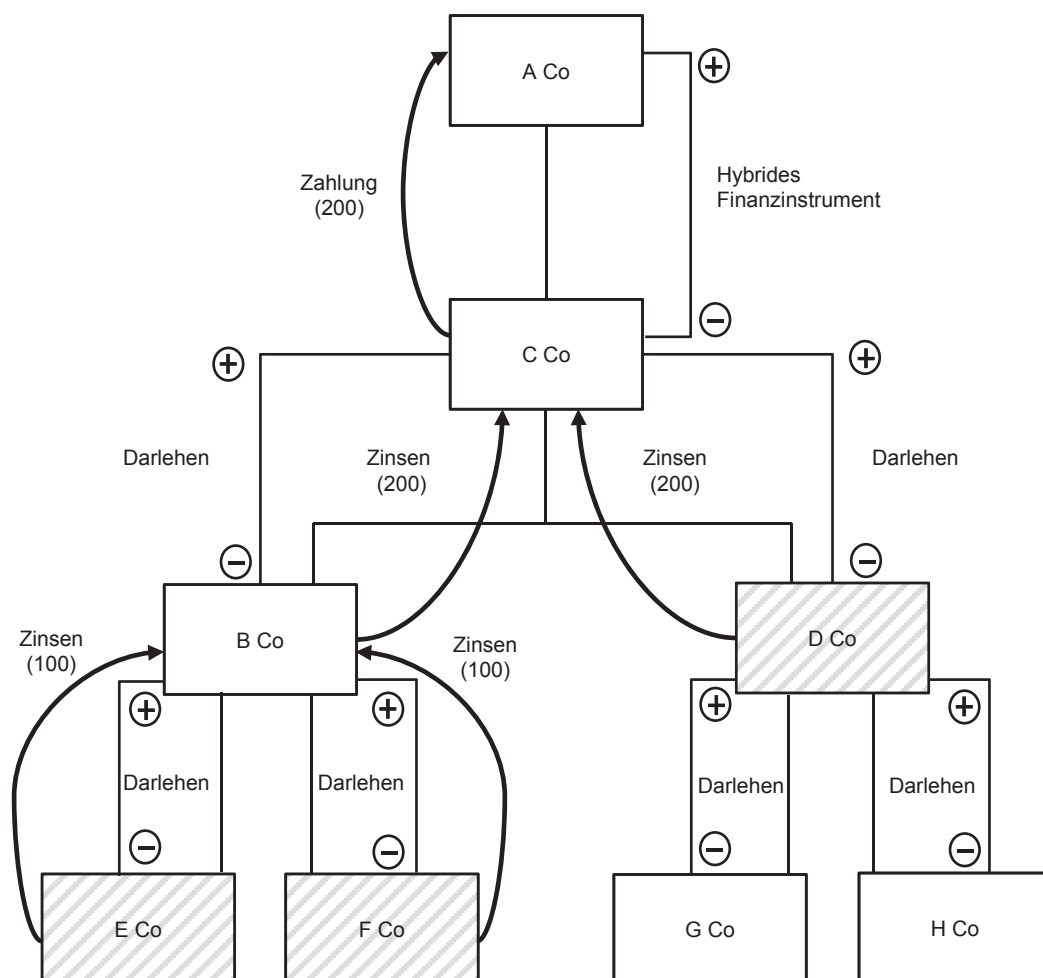 A Co
+
Zahlung
(200)
Hybrides
Finanzinstrument
−
C Co
+
+
Darlehen
Zinsen
(200)
Zinsen
(200)
Darlehen
−
−
B Co
D Co
Zinsen
(100)
Zinsen
(100)
+
+
+
+
Darlehen
Darlehen
Darlehen
Darlehen
−
−
−
−
E Co
F Co
G Co
H Co